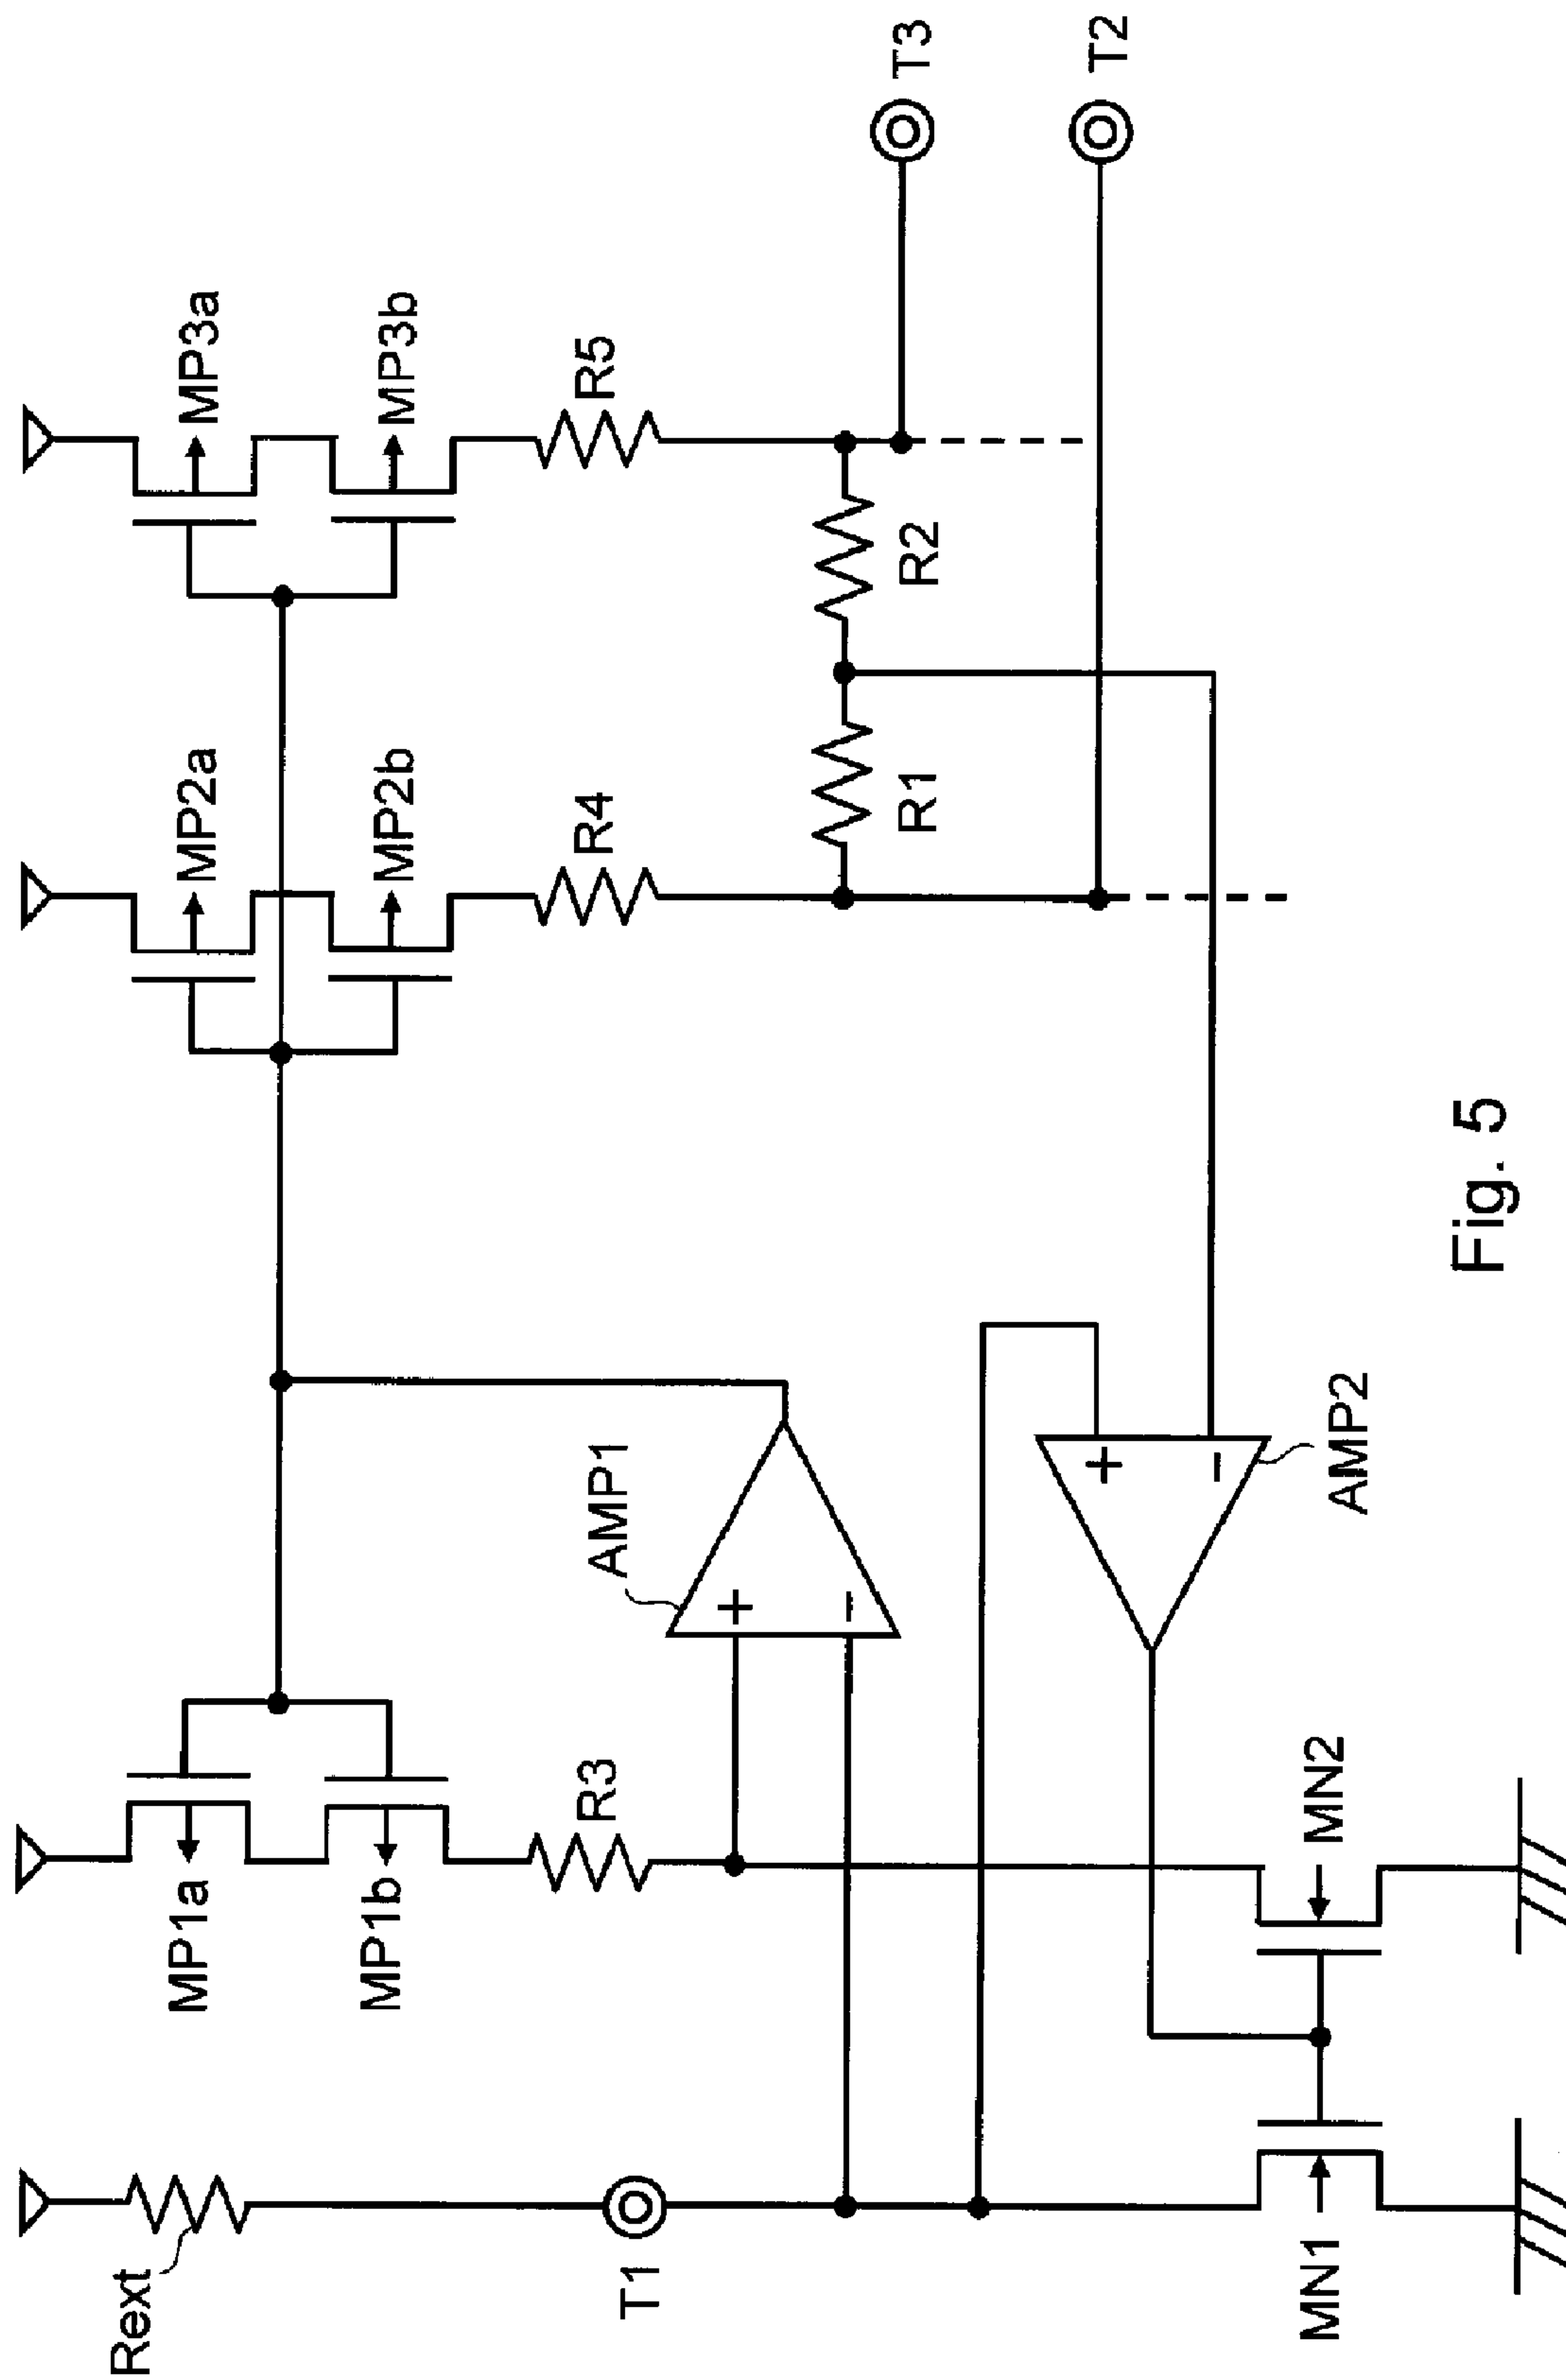 Rext
T1
MN1
MP1a
MP1b
R3
MN2
AMP1
+
-
AMP2
+
-
MP2a
MP2b
R4
R1
R2
MP3a
MP3b
R5
T3
T2
Fig. 5